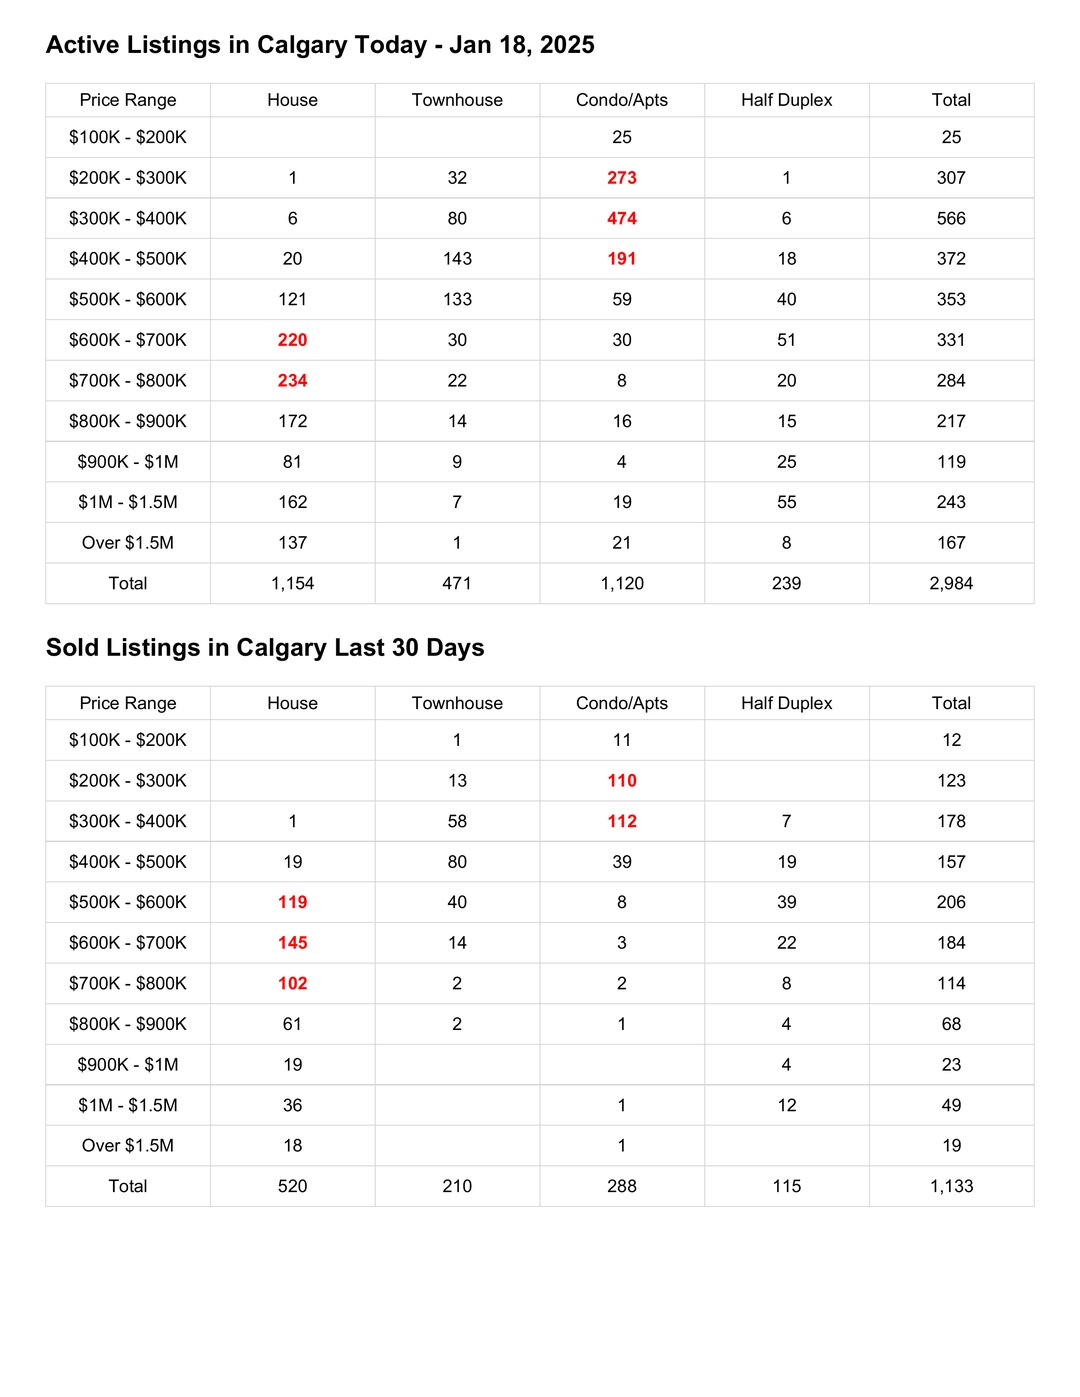 Active Listings in Calgary Today - Jan 18, 2025
Price Range House Townhouse Condo/Apts Half Duplex Total
$100K - $200K 25 25
$200K - $300K 1 32 273 1 307
$300K - $400K 6 80 474 6 566
$400K - $500K 20 143 191 18 372
$500K - $600K 121 133 59 40 353
$600K - $700K 220 30 30 51 331
$700K - $800K 234 22 8 20 284
$800K - $900K 172 14 16 15 217
$900K - $1M 81 9 4 25 119
$1M - $1.5M 162 7 19 55 243
Over $1.5M 137 1 21 8 167
Total 1,154 471 1,120 239 2,984
Sold Listings in Calgary Last 30 Days
Price Range House Townhouse Condo/Apts Half Duplex Total
$100K - $200K 1 11 12
$200K - $300K 13 110 123
$300K - $400K 1 58 112 7 178
$400K - $500K 19 80 39 19 157
$500K - $600K 119 40 8 39 206
$600K - $700K 145 14 3 22 184
$700K - $800K 102 2 2 8 114
$800K - $900K 61 2 1 4 68
$900K - $1M 19 4 23
$1M - $1.5M 36 1 12 49
Over $1.5M 18 1 19
Total 520 210 288 115 1,133